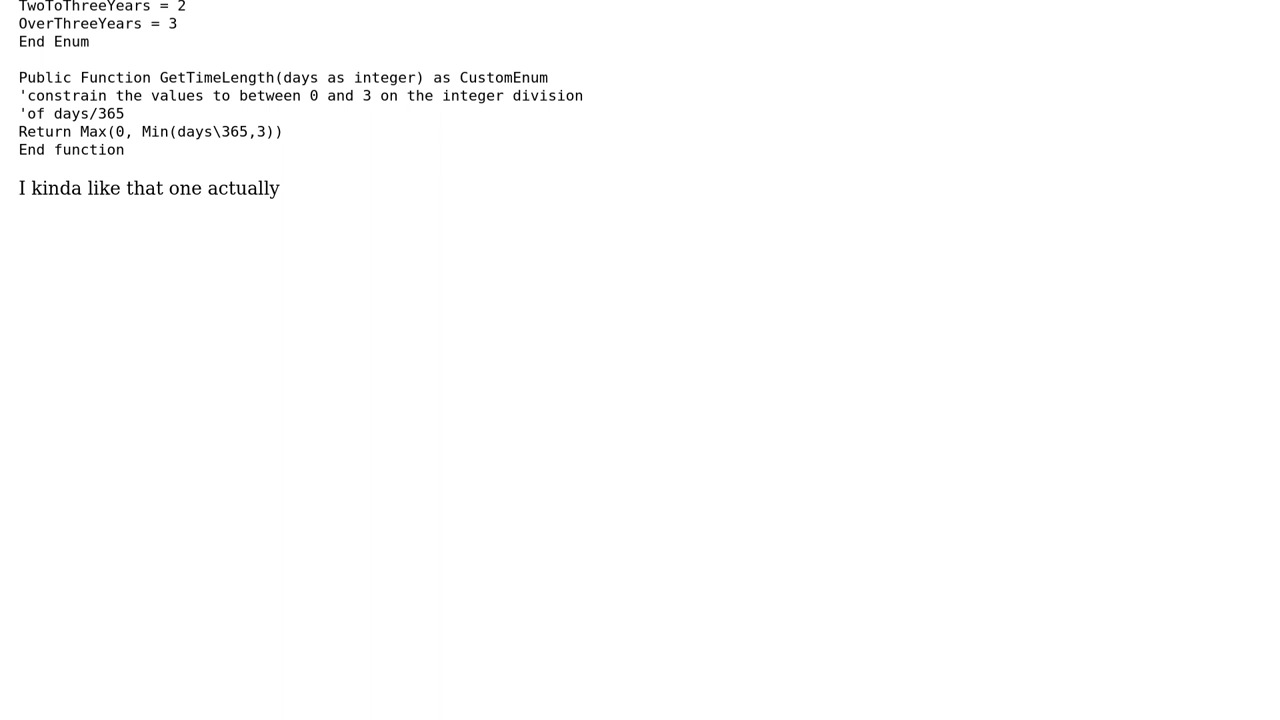 TwoToThreeYears = 2
OverThreeYears = 3
End Enum
Public Function GetTimeLength(days as integer) as CustomEnum
'constrain the values to between 0 and 3 on the integer division
'of days/365
Return Max(0, Min(days\365,3))
End function
I kinda like that one actually